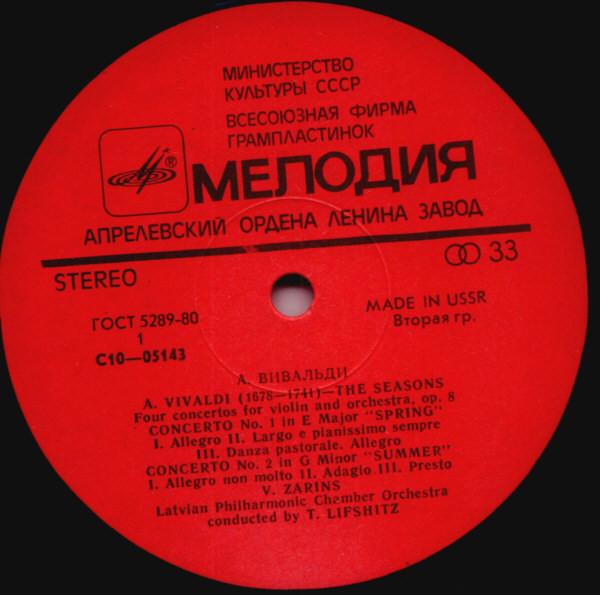 МИНИСТЕРСТВО
КУЛЬТУРЫ СССР
ВСЕСОЮЗНАЯ ФИРМА
ГРАМПЛАСТИНОК
® МЕЛОДИЯ
АПРЕЛЕВСКИЙ ОРДЕНА ЛЕНИНА ЗАВОД
STEREO
33
ГОСТ 5289-80
1
С10—05143
MADE IN USSR
Вторая гр.
А. ВИВАЛЬДИ
A. VIVALDI (1678—1741)—THE SEASONS
Four concertos for violin and orchestra, op. 8
CONCERTO No. 1 in E Major "SPRING"
I. Allegro II. Largo e pianissimo sempre
III. Danza pastorale. Allegro
CONCERTO No. 2 in G Minor "SUMMER"
I. Allegro non molto II. Adagio III. Presto
V. ZARINS
Latvian Philharmonic Chamber Orchestra
conducted by T. LIFSHITZ